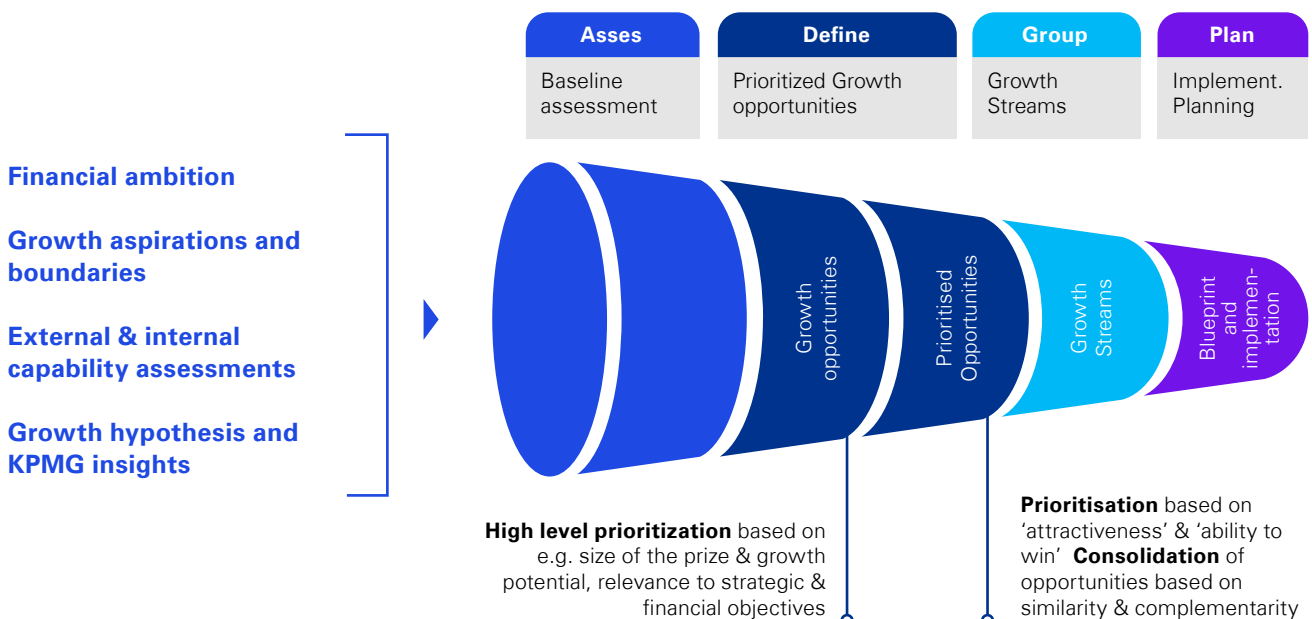 Asses
Define
Group
Plan
Baseline
assessment
Prioritized Growth
opportunities
Growth
Streams
Implement.
Planning
Financial ambition
Growth aspirations and
boundaries
External & internal
capability assessments
Growth hypothesis and
KPMG insights
Growth
opportunities
Prioritised
Opportunities
Growth
Streams
Blueprint
and
implemen-
tation
High level prioritization based on
e.g. size of the prize & growth
potential, relevance to strategic &
financial objectives
Prioritisation based on
‘attractiveness’ & ‘ability to
win’ Consolidation of
opportunities based on
similarity & complementarity